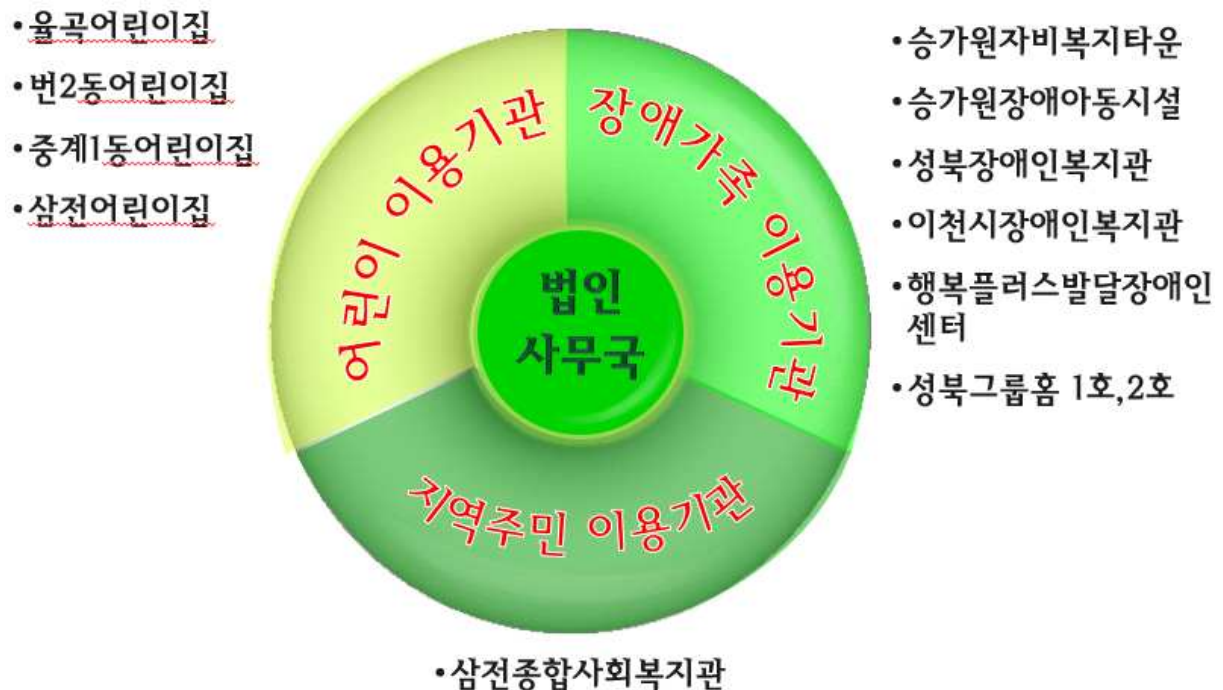 •율곡어린이집
•번2동어린이집
•중계1동어린이집
•삼전어린이집
어린이 이용기관
장애가족 이용기관
법인
사무국
지역주민 이용기관
•승가원자비복지타운
•승가원장애아동시설
•성북장애인복지관
•이천시장애인복지관
•행복플러스발달장애인
센터
•성북그룹홈 1호,2호
•삼전종합사회복지관